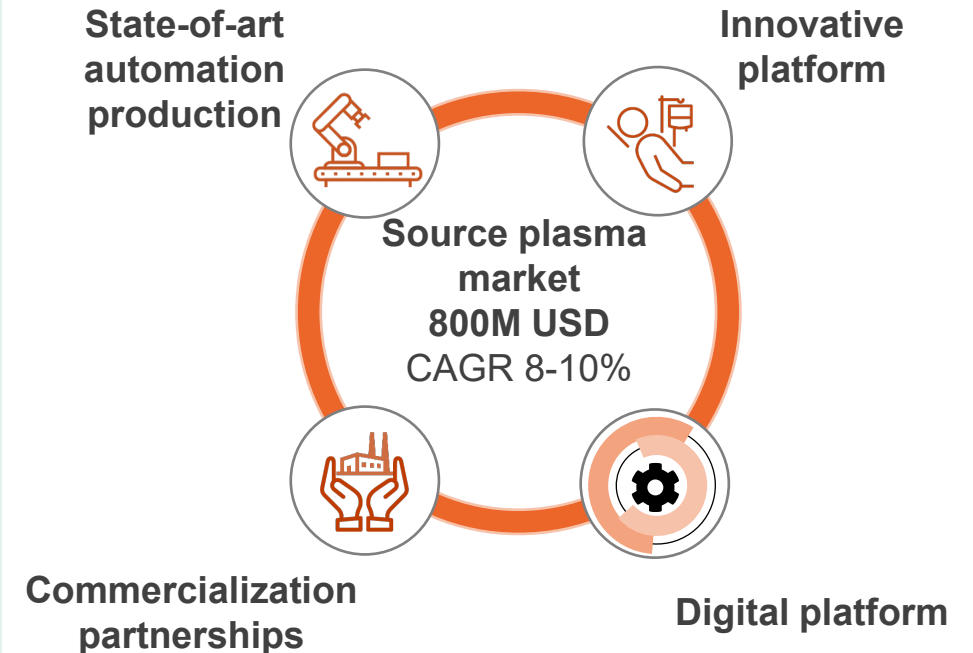 State-of-art
automation
production
Innovative
platform
Source plasma
market
800M USD
CAGR 8-10%
Commercialization
partnerships
Digital platform